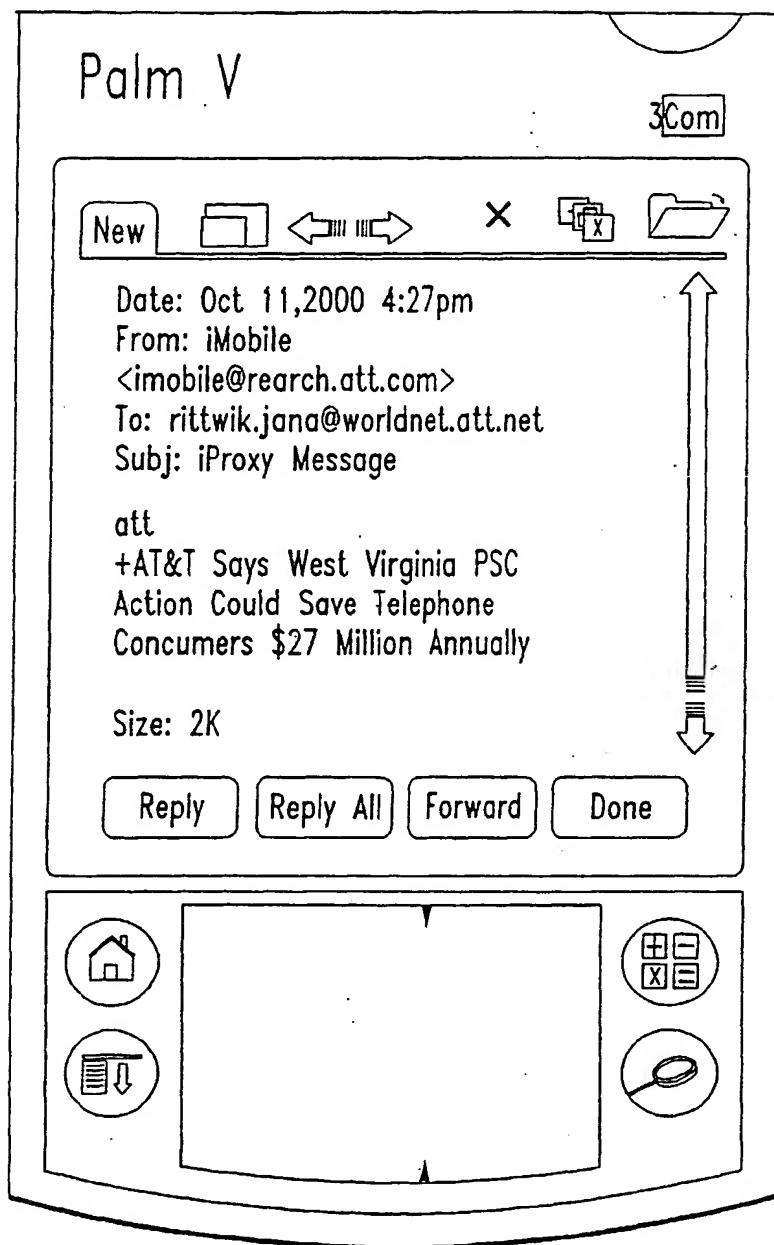 Palm V
3Com
New
Date: Oct 11,2000 4:27pm
From: iMobile
<imobile@rearch.att.com>
To: rittwik.jana@worldnet.att.net
Subj: iProxy Message
att
+AT&T Says West Virginia PSC
Action Could Save Telephone
Concumers $27 Million Annually
Size: 2K
Reply Reply All Forward Done